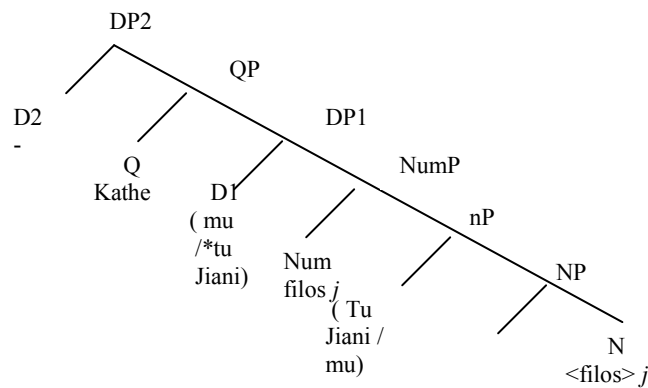 DP2
QP
D2
-
DP1
Q
Kathe
NumP
D1
( mu
/*tu
Jiani)
nP
Num
filos j
( Tu
Jiani /
mu)
NP
N
<filos> j